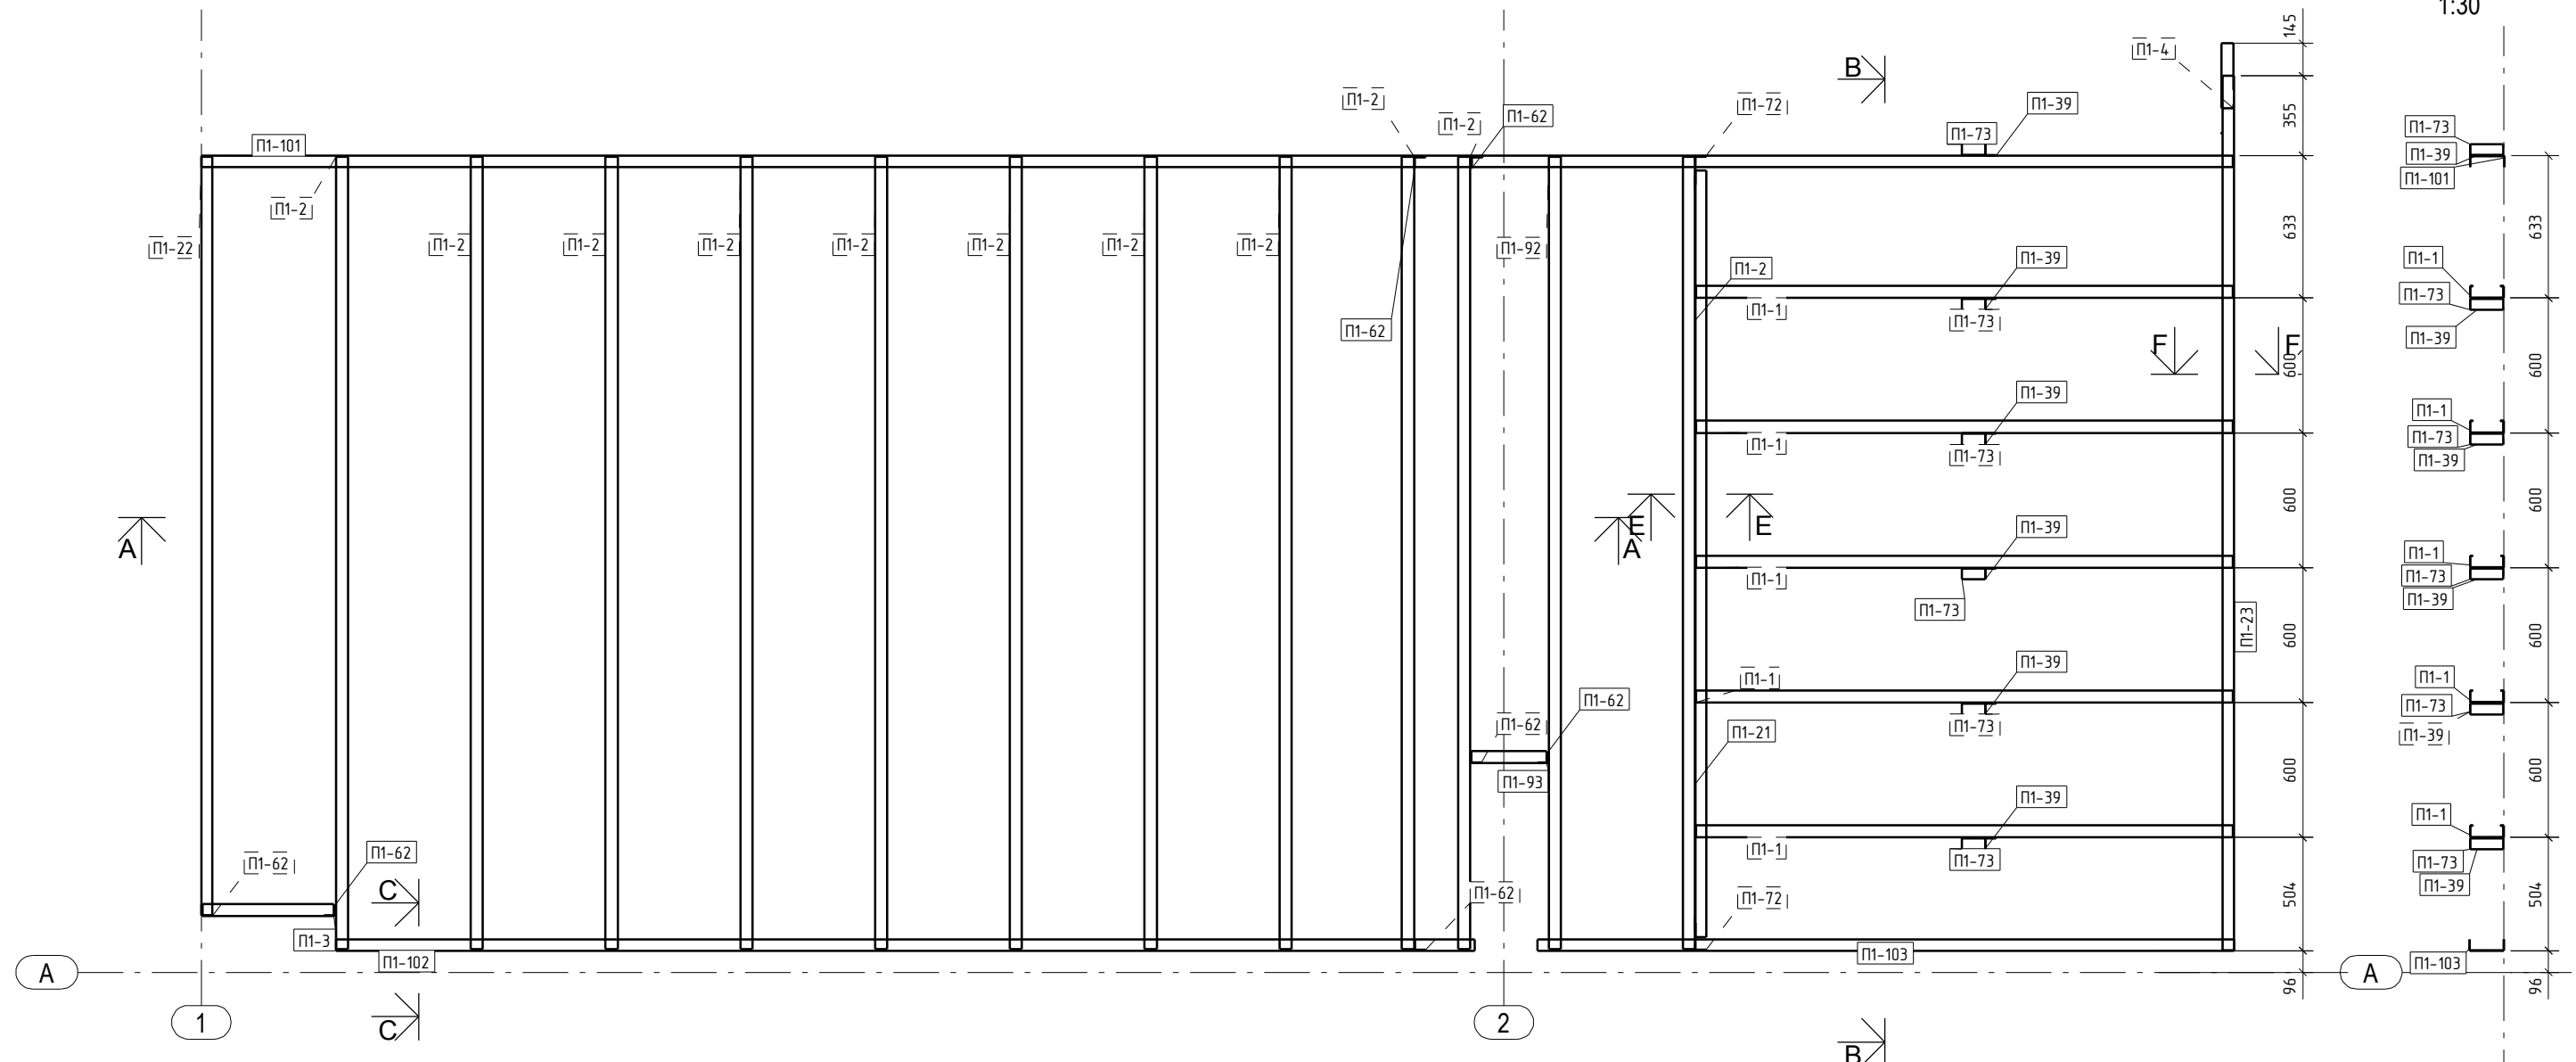 1:30
145
П1-4
B
П1-73
П1-39
П1-101
355
П1-2
П1-2
П1-62
П1-72
П1-73
П1-39
П1-101
П1-2
П1-22
П1-2
П1-2
П1-2
П1-2
П1-2
П1-2
П1-2
П1-92
П1-2
П1-39
633
П1-1
П1-73
П1-39
633
П1-62
П1-1
П1-73
F
F
600
600
П1-39
П1-1
П1-73
П1-39
П1-1
П1-73
A
E
A
E
П1-39
600
600
П1-1
П1-73
П1-1
П1-73
П1-39
П1-23
600
600
П1-62
П1-62
П1-93
П1-1
П1-39
П1-73
П1-21
П1-1
П1-73
П1-39
600
600
П1-39
П1-1
П1-73
П1-1
П1-73
П1-39
П1-62
П1-62
C
П1-62
П1-72
504
504
П1-3
П1-102
П1-103
П1-103
A
A
96
96
1
C
2
B